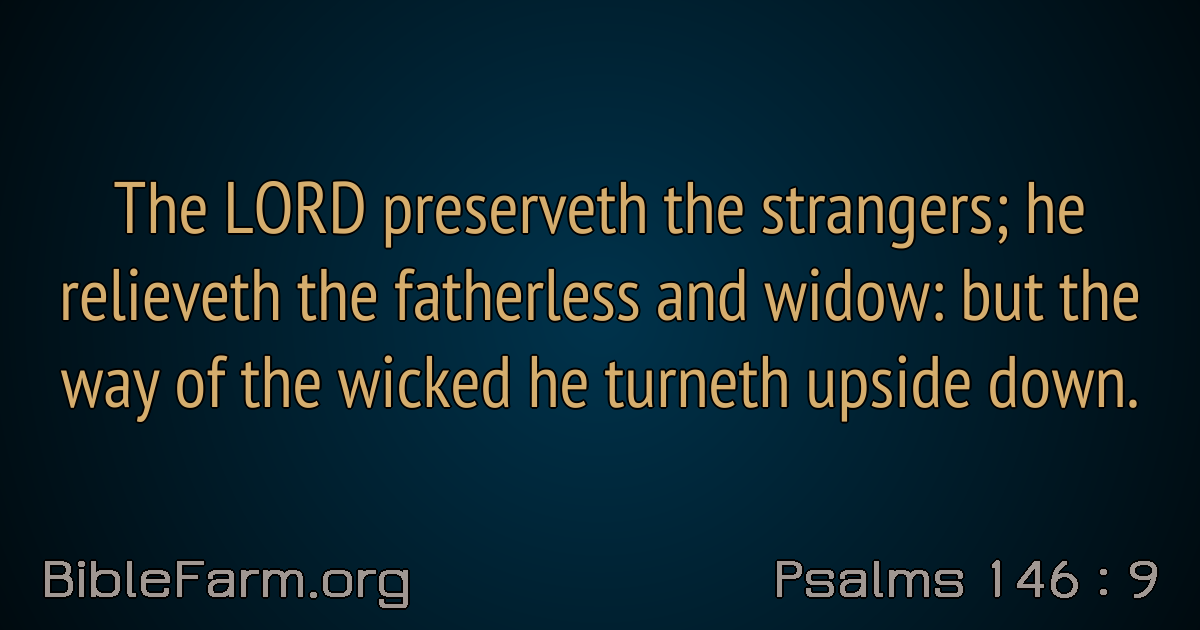 The LORD preserveth the strangers; he
relieveth the fatherless and widow: but the
way of the wicked he turneth upside down.
BibleFarm.org
Psalms 146 : 9